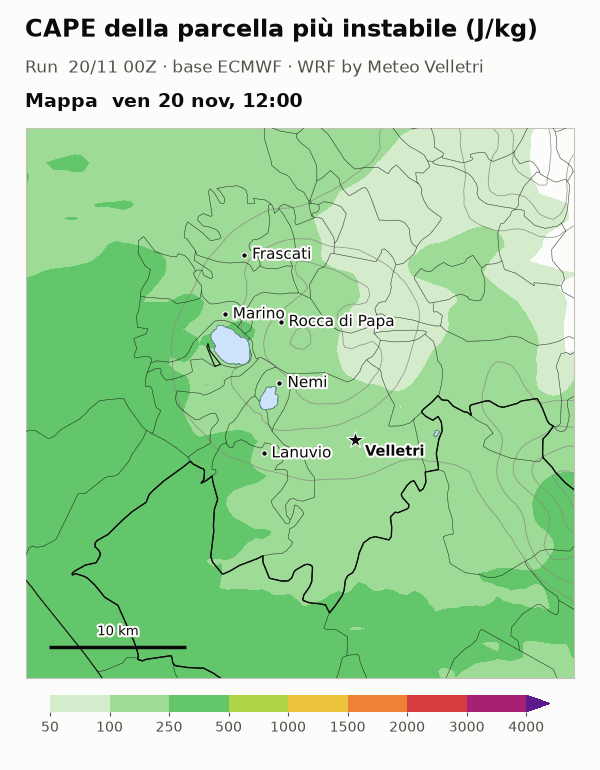 CAPE della parcella più instabile (J/kg)
Run  20/11 00Z · base ECMWF · WRF by Meteo Velletri
Mappa  ven 20 nov, 12:00
Frascati
Marino
Rocca di Papa
Nemi
Velletri
Lanuvio
10 km
50 100 250 500 1000 1500 2000 3000 4000